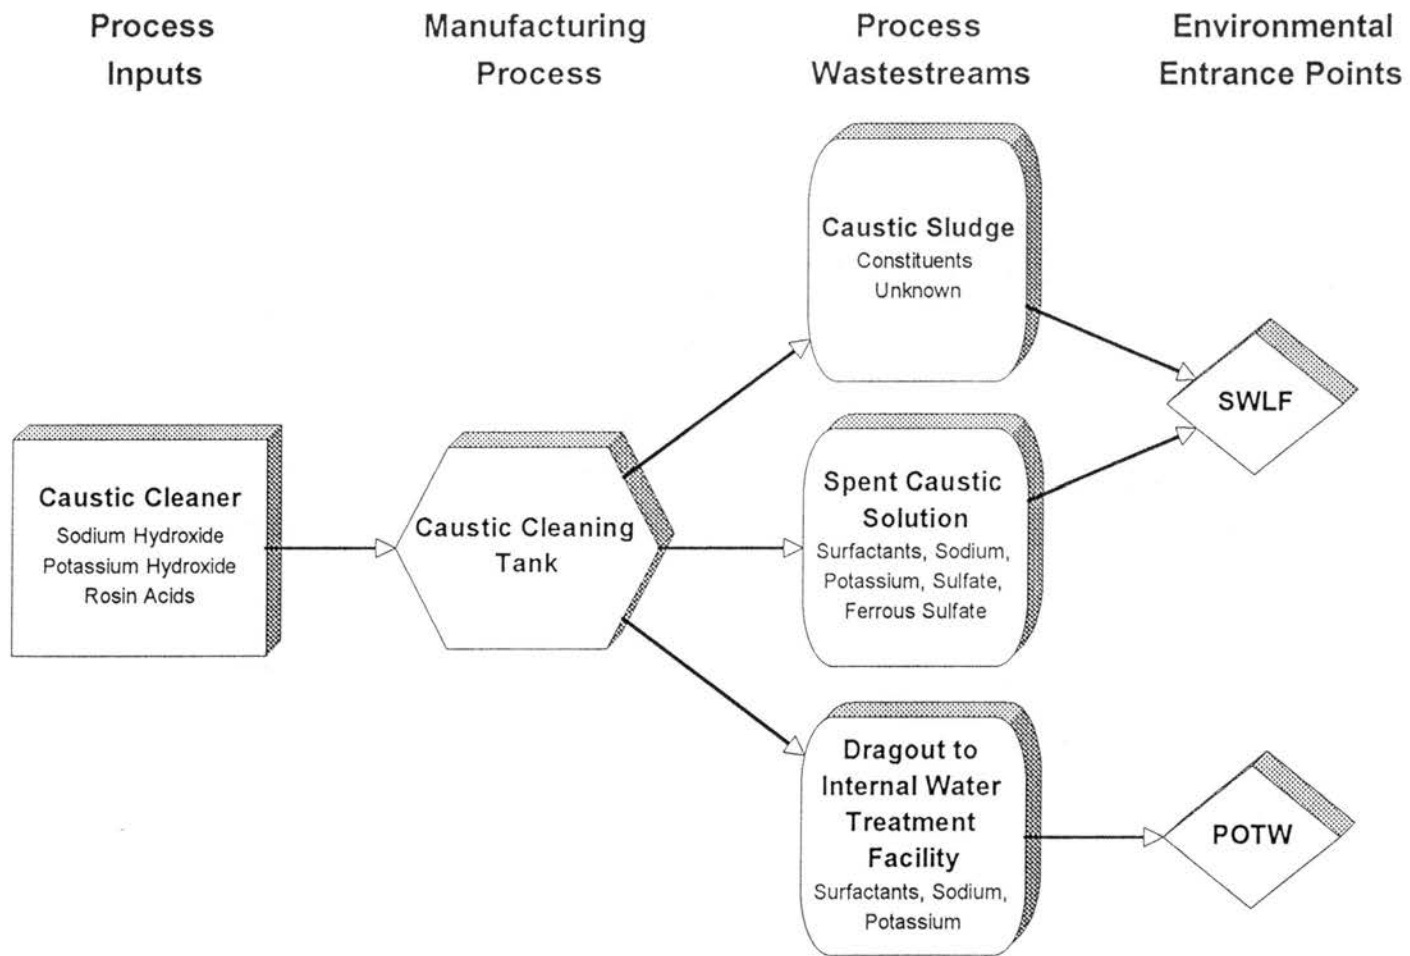 Process
Inputs
Manufacturing
Process
Process
Wastestreams
Environmental
Entrance Points
Caustic Cleaner
Sodium Hydroxide
Potassium Hydroxide
Rosin Acids
Caustic Cleaning
Tank
Caustic Sludge
Constituents
Unknown
Spent Caustic
Solution
Surfactants, Sodium,
Potassium, Sulfate,
Ferrous Sulfate
Dragout to
Internal Water
Treatment
Facility
Surfactants, Sodium,
Potassium
SWLF
POTW